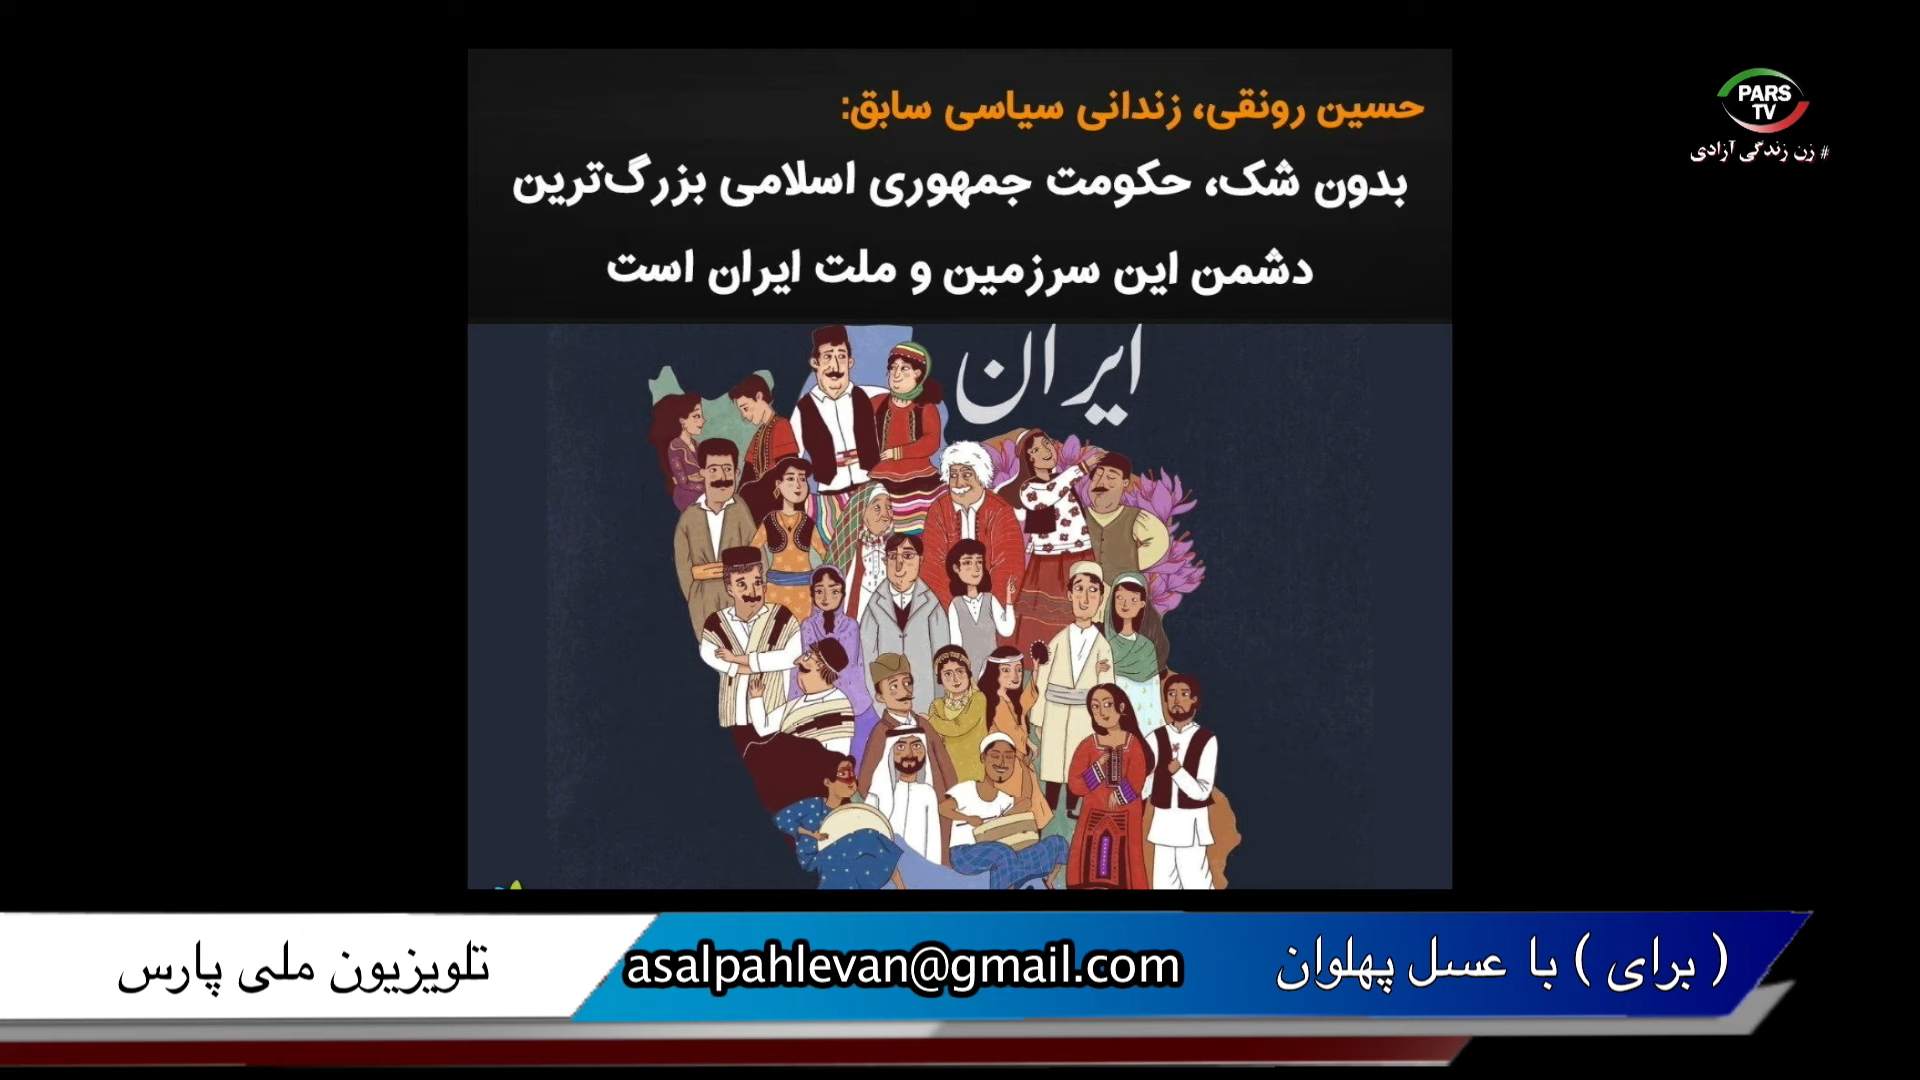 حسین رونقی، زندانی سیاسی سابق:
بدون شک، حکومت جمهوری اسلامی بزرگ‌ترین
دشمن این سرزمین و ملت ایران است
PARS
TV
# زن زندگی آزادی
ایران
( برای ) با عسل پهلوان
asalpahlevan@gmail.com
تلویزیون ملی پارس